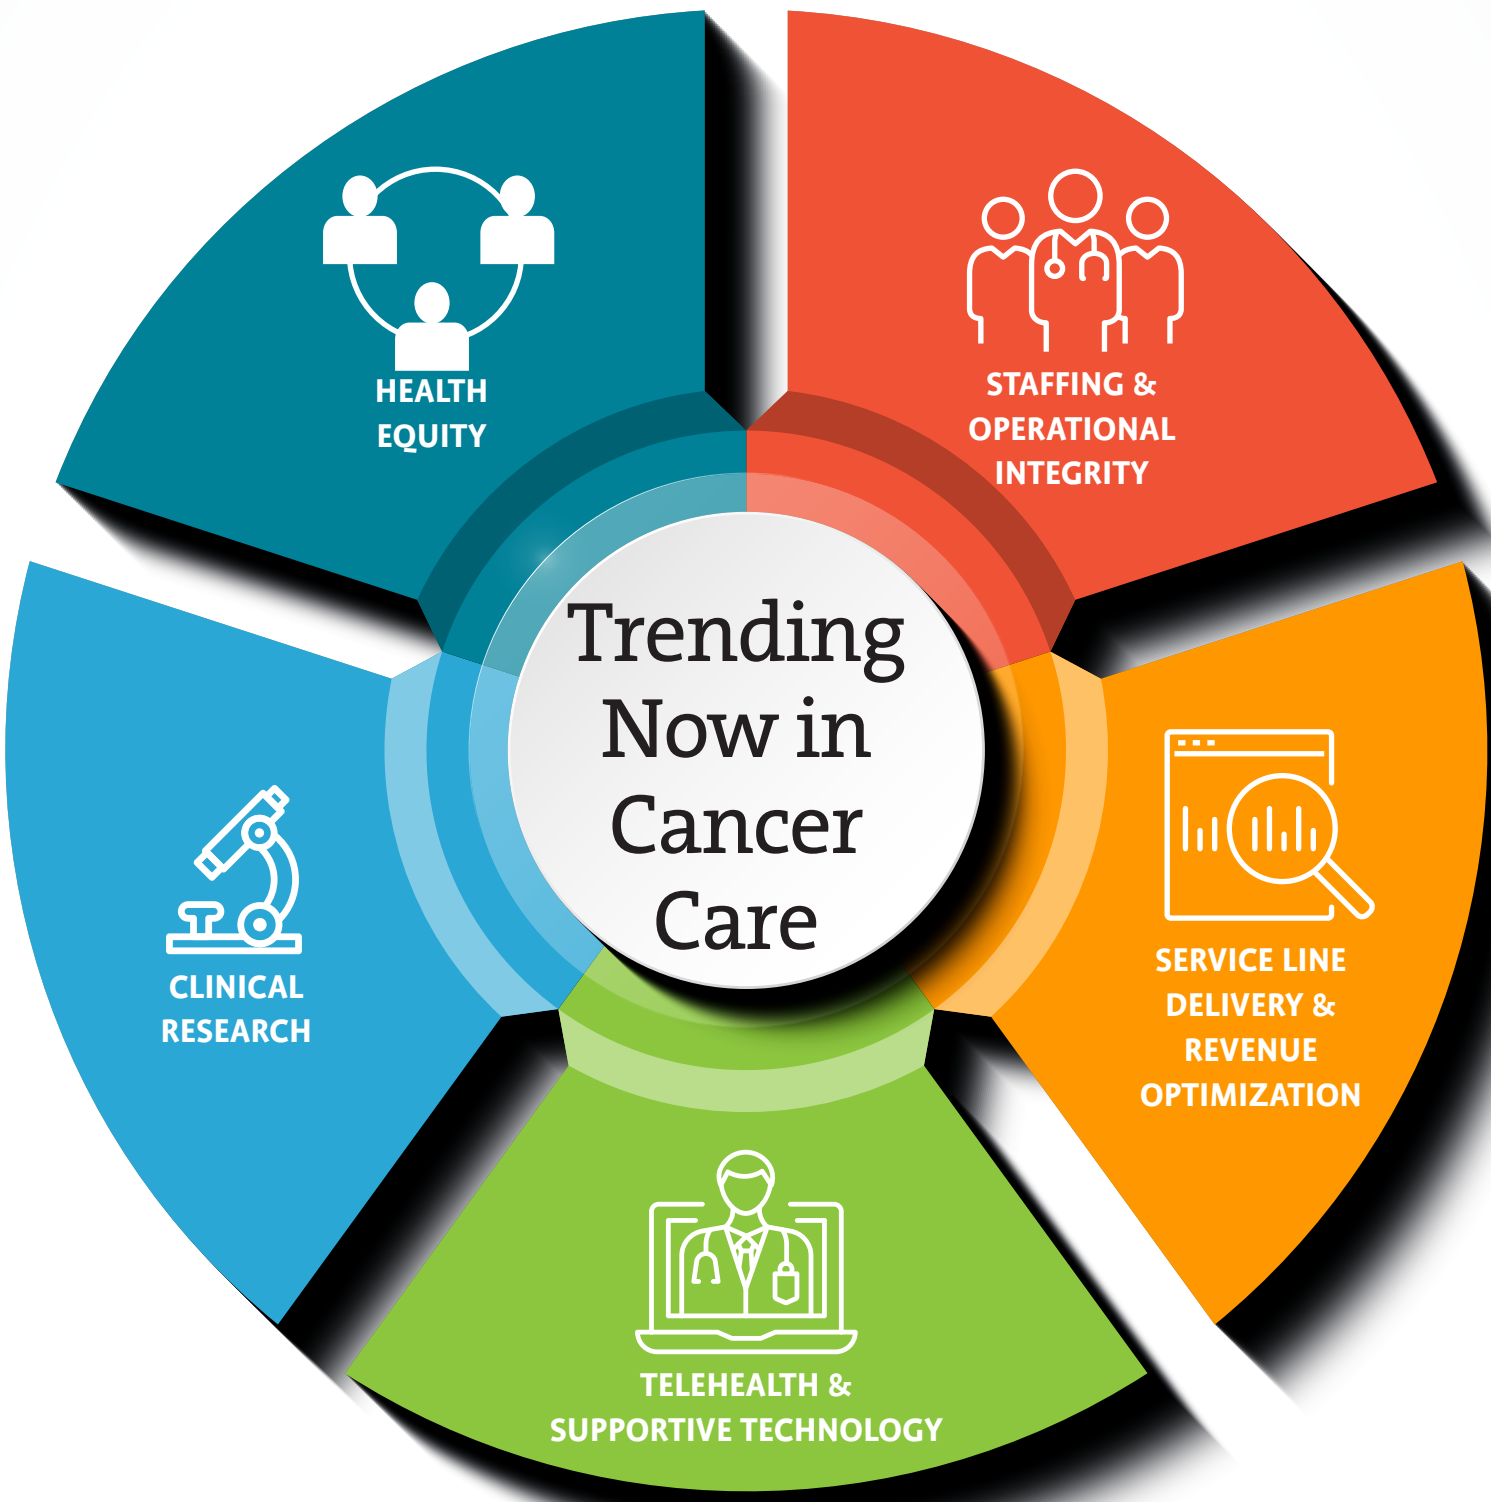 Trending
Now in
Cancer
Care
HEALTH
EQUITY
STAFFING &
OPERATIONAL
INTEGRITY
SERVICE LINE
DELIVERY &
REVENUE
OPTIMIZATION
TELEHEALTH &
SUPPORTIVE TECHNOLOGY
CLINICAL
RESEARCH